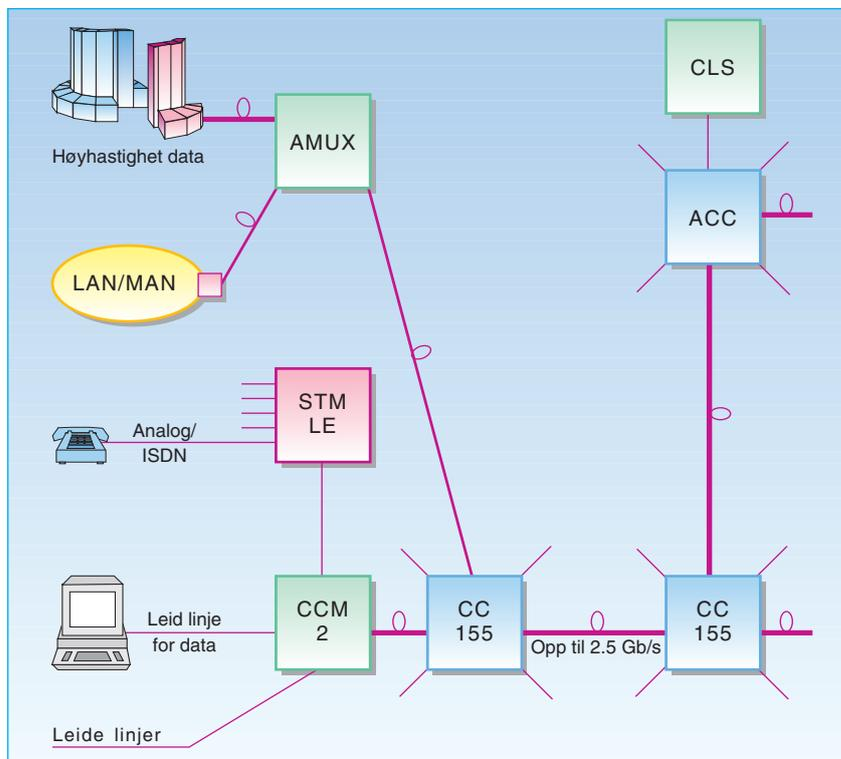 CLS
AMUX
Høyhastighet data
ACC
LAN/MAN
STM
LE
Analog/
ISDN
CCM
2
CC
155
CC
155
Leid linje
for data
Opp til 2.5 Gb/s
Leide linjer